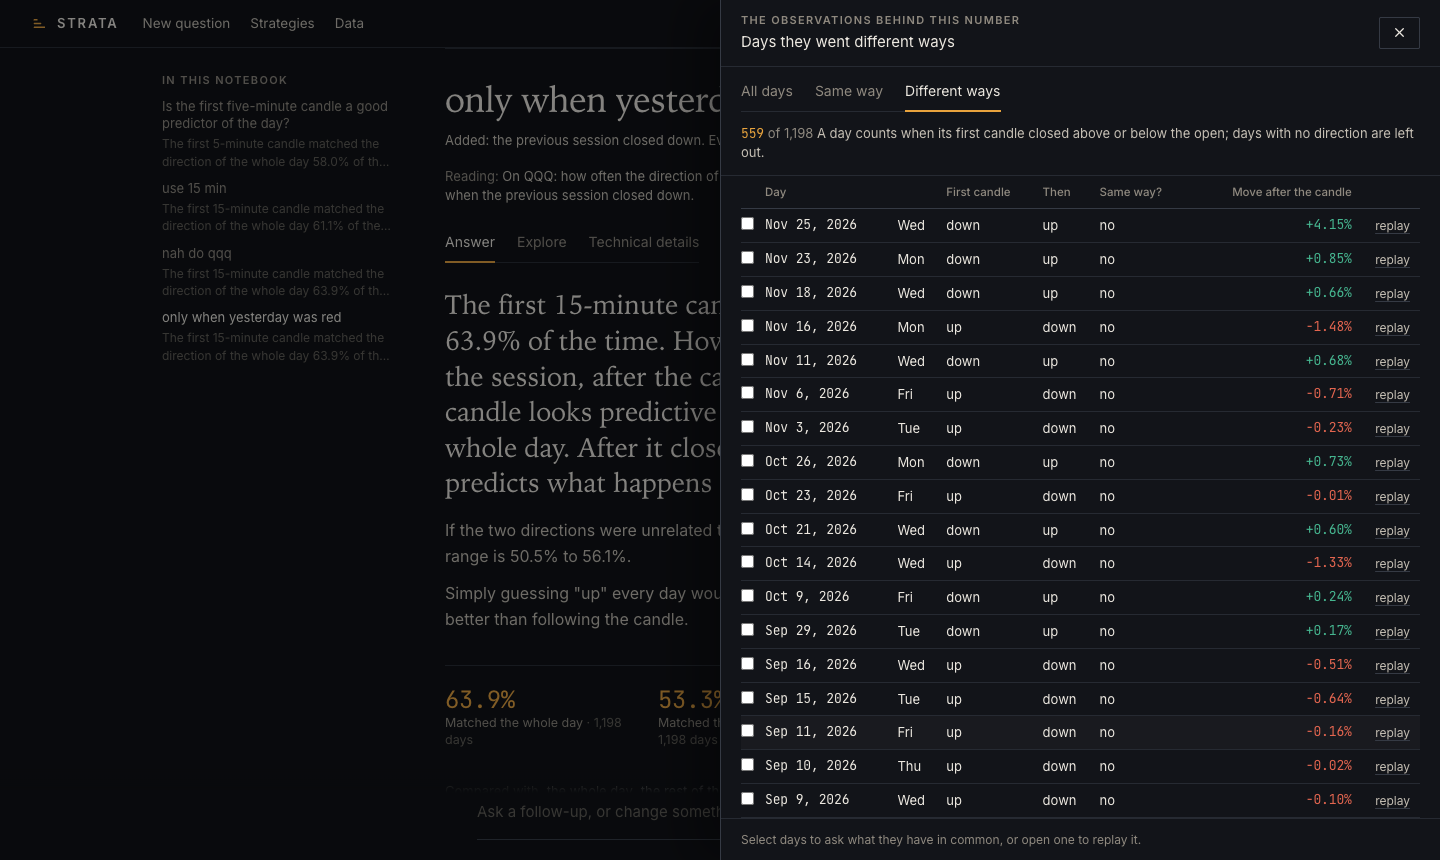 STRATA
New question
Strategies
Data
IN THIS NOTEBOOK
Is the first five-minute candle a good
predictor of the day?
The first 5-minute candle matched the
direction of the whole day 58.0% of th...
use 15 min
The first 15-minute candle matched the
direction of the whole day 61.1% of the...
nah do qqq
The first 15-minute candle matched the
direction of the whole day 63.9% of th...
only when yesterday was red
The first 15-minute candle matched the
direction of the whole day 63.9% of th...
only when yesterd
Added: the previous session closed down. Ev
Reading: On QQQ: how often the direction of
when the previous session closed down.
Answer
Explore
Technical details
The first 15-minute can
63.9% of the time. How
the session, after the ca
candle looks predictive
whole day. After it close
predicts what happens
If the two directions were unrelated t
range is 50.5% to 56.1%.
Simply guessing "up" every day wou
better than following the candle.
63.9%
Matched the whole day · 1,198
days
53.3%
Matched th
1,198 days
Compared with the whole day, the rest of th
Ask a follow-up, or change someth
THE OBSERVATIONS BEHIND THIS NUMBER
Days they went different ways
All days
Same way
Different ways
559 of 1,198 A day counts when its first candle closed above or below the open; days with no direction are left
out.
Day First candle Then Same way? Move after the candle
Nov 25, 2026 Wed down up no +4.15% replay
Nov 23, 2026 Mon down up no +0.85% replay
Nov 18, 2026 Wed down up no +0.66% replay
Nov 16, 2026 Mon up down no -1.48% replay
Nov 11, 2026 Wed down up no +0.68% replay
Nov 6, 2026 Fri up down no -0.71% replay
Nov 3, 2026 Tue up down no -0.23% replay
Oct 26, 2026 Mon down up no +0.73% replay
Oct 23, 2026 Fri up down no -0.01% replay
Oct 21, 2026 Wed down up no +0.60% replay
Oct 14, 2026 Wed up down no -1.33% replay
Oct 9, 2026 Fri down up no +0.24% replay
Sep 29, 2026 Tue down up no +0.17% replay
Sep 16, 2026 Wed up down no -0.51% replay
Sep 15, 2026 Tue up down no -0.64% replay
Sep 11, 2026 Fri up down no -0.16% replay
Sep 10, 2026 Thu up down no -0.02% replay
Sep 9, 2026 Wed up down no -0.10% replay
Select days to ask what they have in common, or open one to replay it.